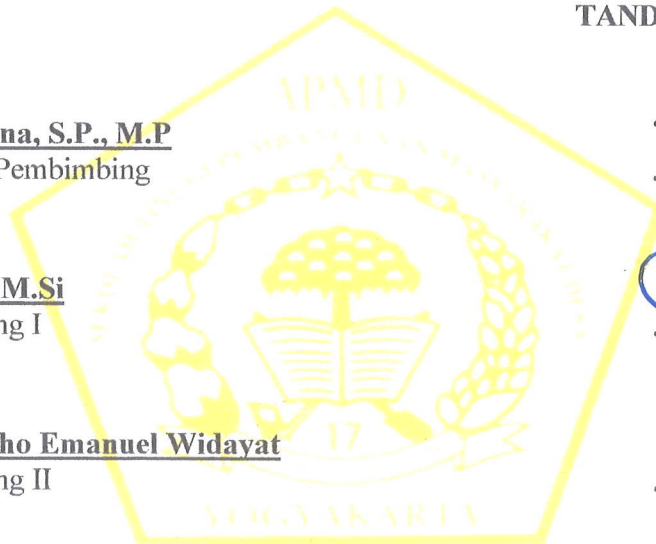 TAND
APMD
na, S.P., M.P
Pembimbing
M.Si
ng I
ho Emanuel Widayat
ng II
17
YOGYAKARTA